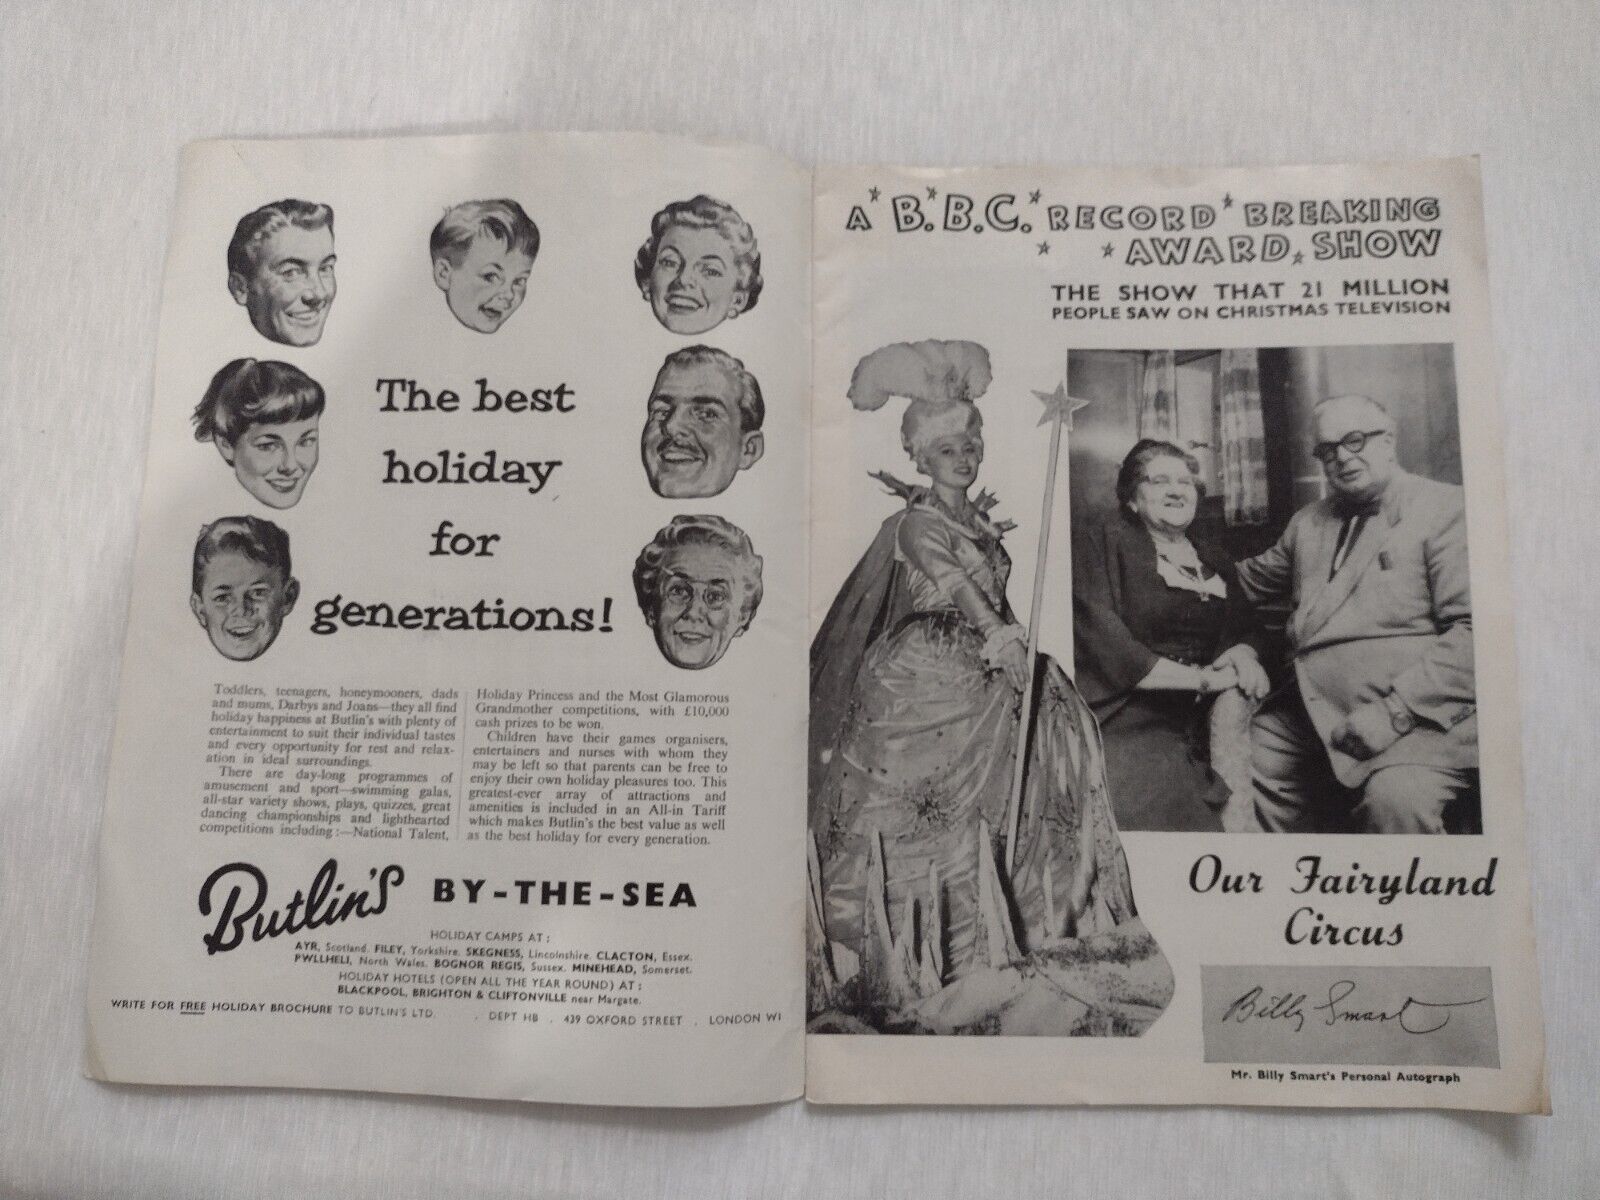 The best
holiday
for
generations!
Toddlers, teenagers, honeymooners, dads
and mums, Darbys and Joans—they all find
holiday happiness at Butlin's with plenty of
entertainment to suit their individual tastes
and every opportunity for rest and relax-
ation in ideal surroundings.
There are day-long programmes of
amusement and sport—swimming galas,
all-star variety shows, plays, quizzes, great
dancing championships and lighthearted
competitions including:—National Talent,
Holiday Princess and the Most Glamorous
Grandmother competitions, with £10,000
cash prizes to be won.
Children have their games organisers,
entertainers and nurses with whom they
may be left so that parents can be free to
enjoy their own holiday pleasures too. This
greatest-ever array of attractions and
amenities is included in an All-in Tariff
which makes Butlin's the best value as well
as the best holiday for every generation.
Butlin's BY-THE-SEA
HOLIDAY CAMPS AT:
AYR, Scotland. FILEY, Yorkshire. SKEGNESS, Lincolnshire. CLACTON, Essex.
PWLLHELI, North Wales. BOGNOR REGIS, Sussex. MINEHEAD, Somerset.
HOLIDAY HOTELS (OPEN ALL THE YEAR ROUND) AT:
BLACKPOOL, BRIGHTON & CLIFTONVILLE near Margate.
WRITE FOR FREE HOLIDAY BROCHURE TO BUTLIN'S LTD. . DEPT HB . 439 OXFORD STREET . LONDON W1
A B.B.C. RECORD BREAKING
AWARD SHOW
THE SHOW THAT 21 MILLION
PEOPLE SAW ON CHRISTMAS TELEVISION
Our Fairyland
Circus
Billy Smart
Mr. Billy Smart's Personal Autograph